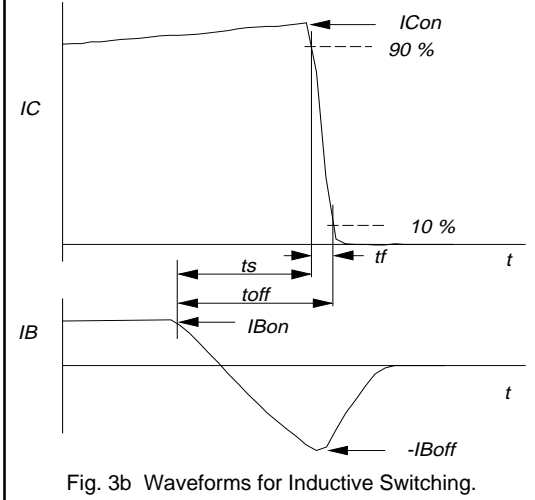 ICon
90 %
IC
10 %
tf
t
ts
toff
IBon
IB
t
-IBoff
Fig. 3b Waveforms for Inductive Switching.